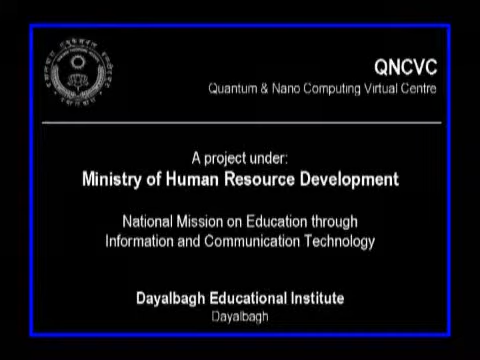 QNCVC
Quantum & Nano Computing Virtual Centre
A project under:
Ministry of Human Resource Development
National Mission on Education through
Information and Communication Technology
Dayalbagh Educational Institute
Dayalbagh